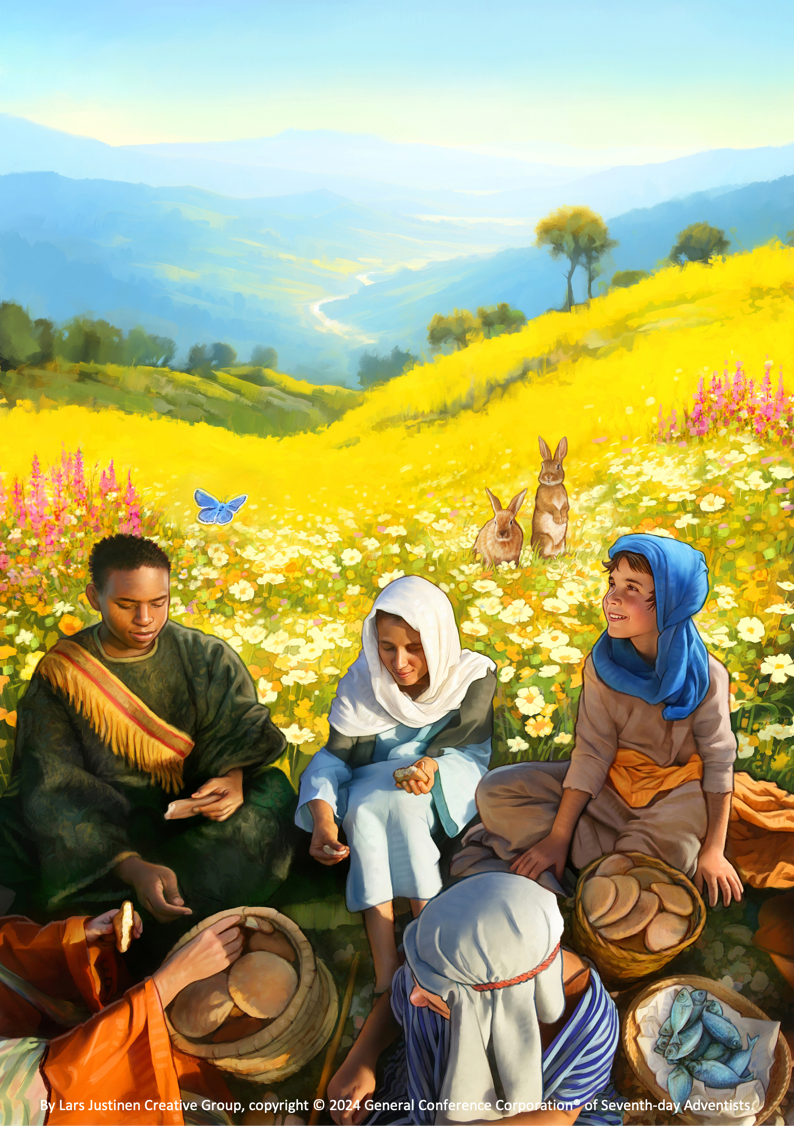 By Lars Justinen Creative Group, copyright © 2024 General Conference Corporation® of Seventh-day Adventists.